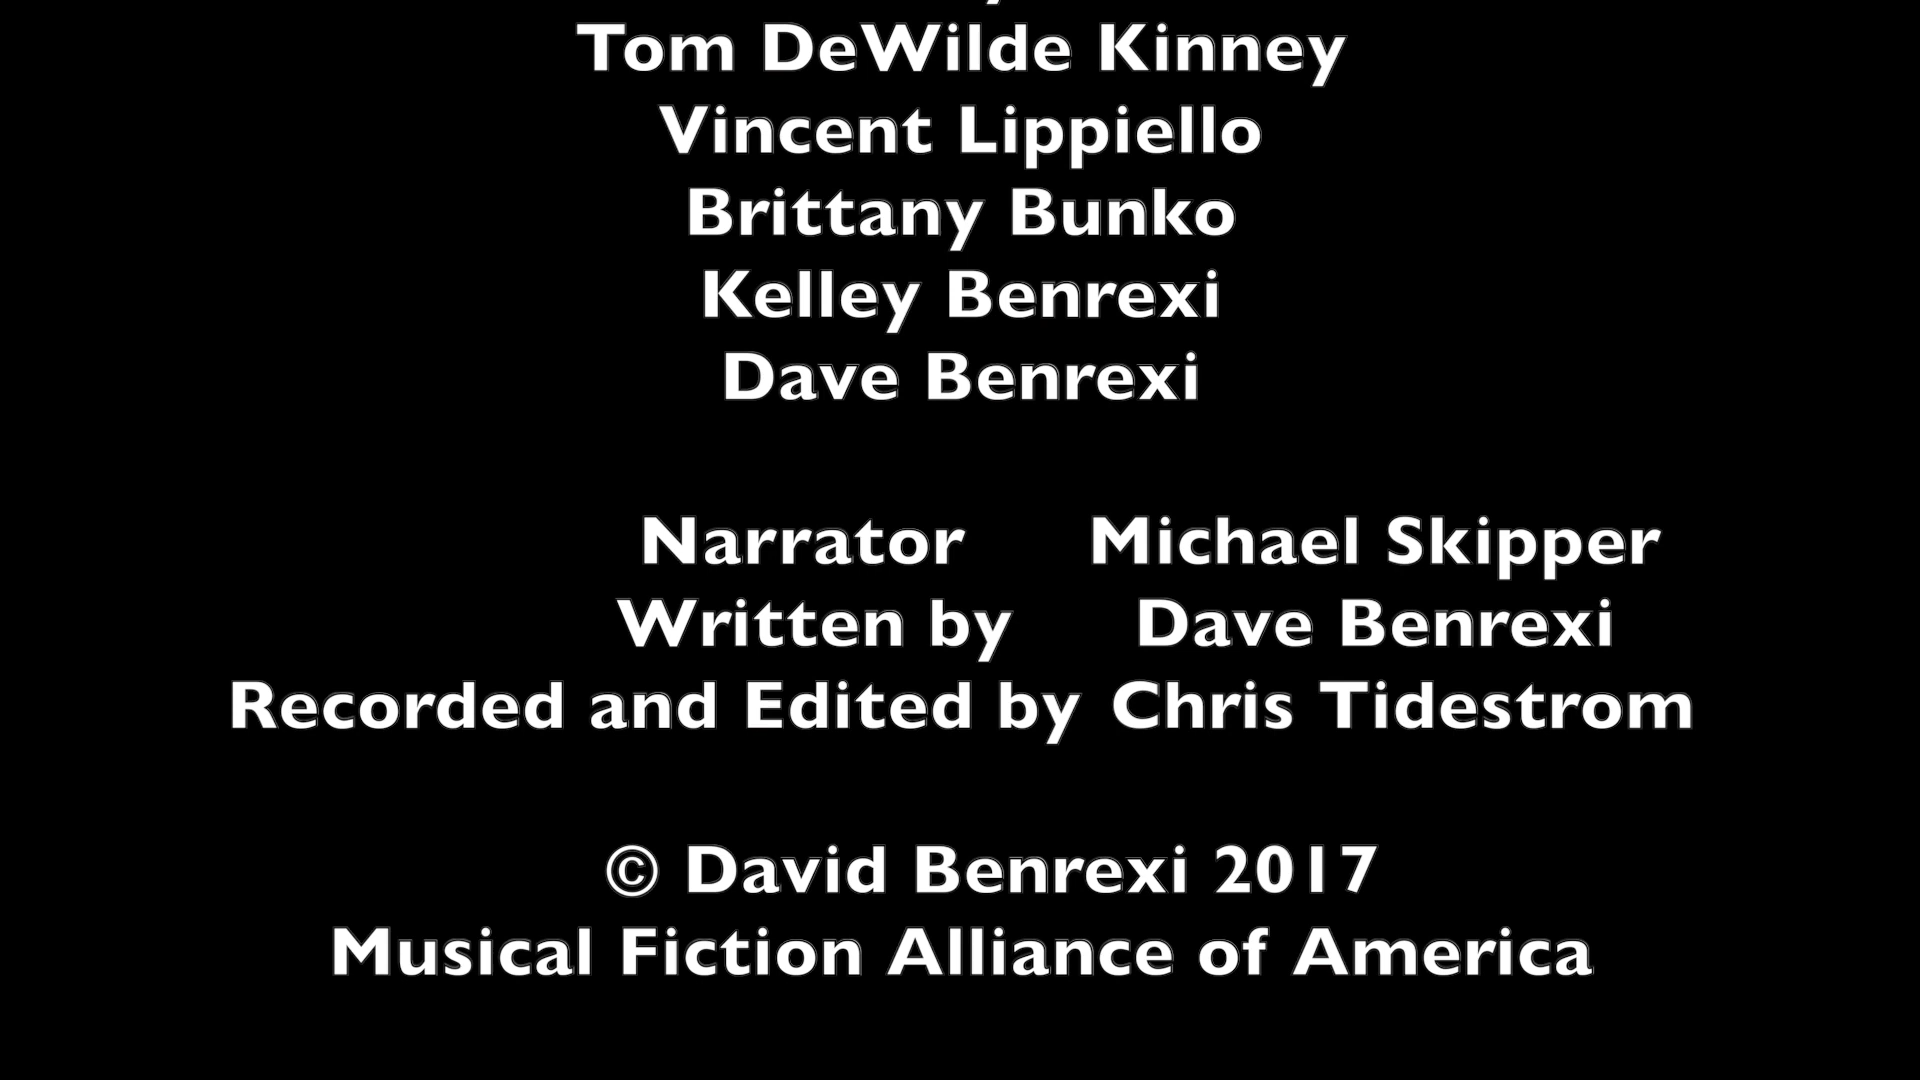 Tom DeWilde Kinney
Vincent Lippiello
Brittany Bunko
Kelley Benrexi
Dave Benrexi
Narrator Michael Skipper
Written by Dave Benrexi
Recorded and Edited by Chris Tidestrom
© David Benrexi 2017
Musical Fiction Alliance of America